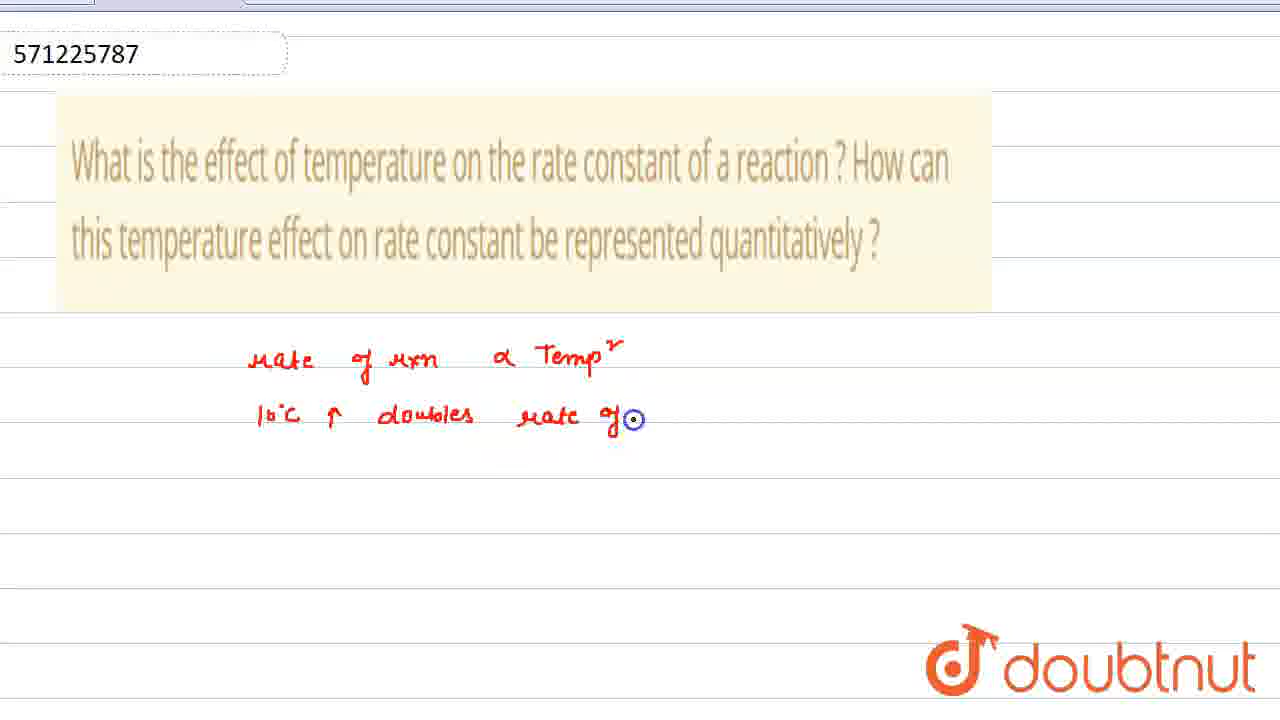 571225787
What is the effect of temperature on the rate constant of a reaction ? How can
this temperature effect on rate constant be represented quantitatively ?
rate of rxn α Tempʳ
10°C ↑ doubles rate of
doubtnut